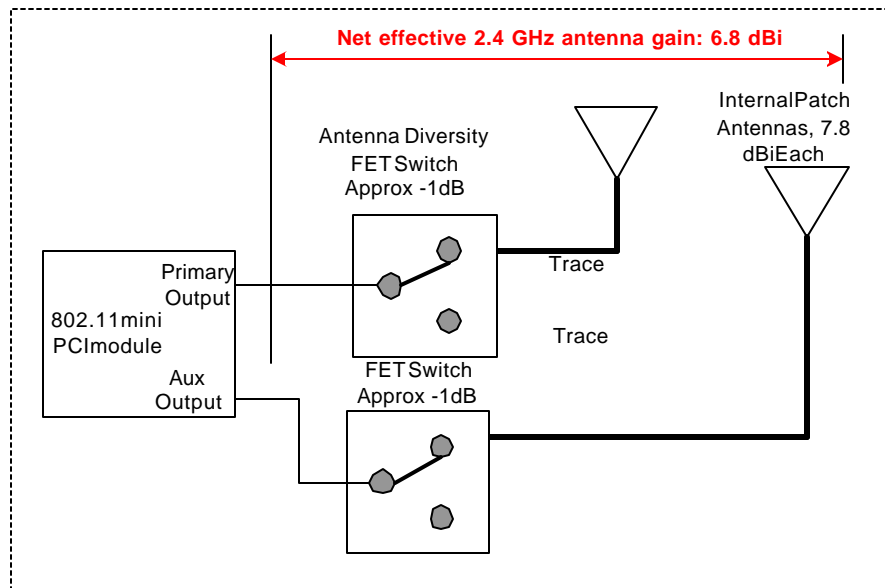 Net effective 2.4 GHz antenna gain: 6.8 dBi
InternalPatch
Antennas, 7.8
dBiEach
Antenna Diversity
FETSwitch
Approx -1dB
Primary
Output
Trace
802.11mini
PCImodule
Trace
Aux
Output
FETSwitch
Approx -1dB